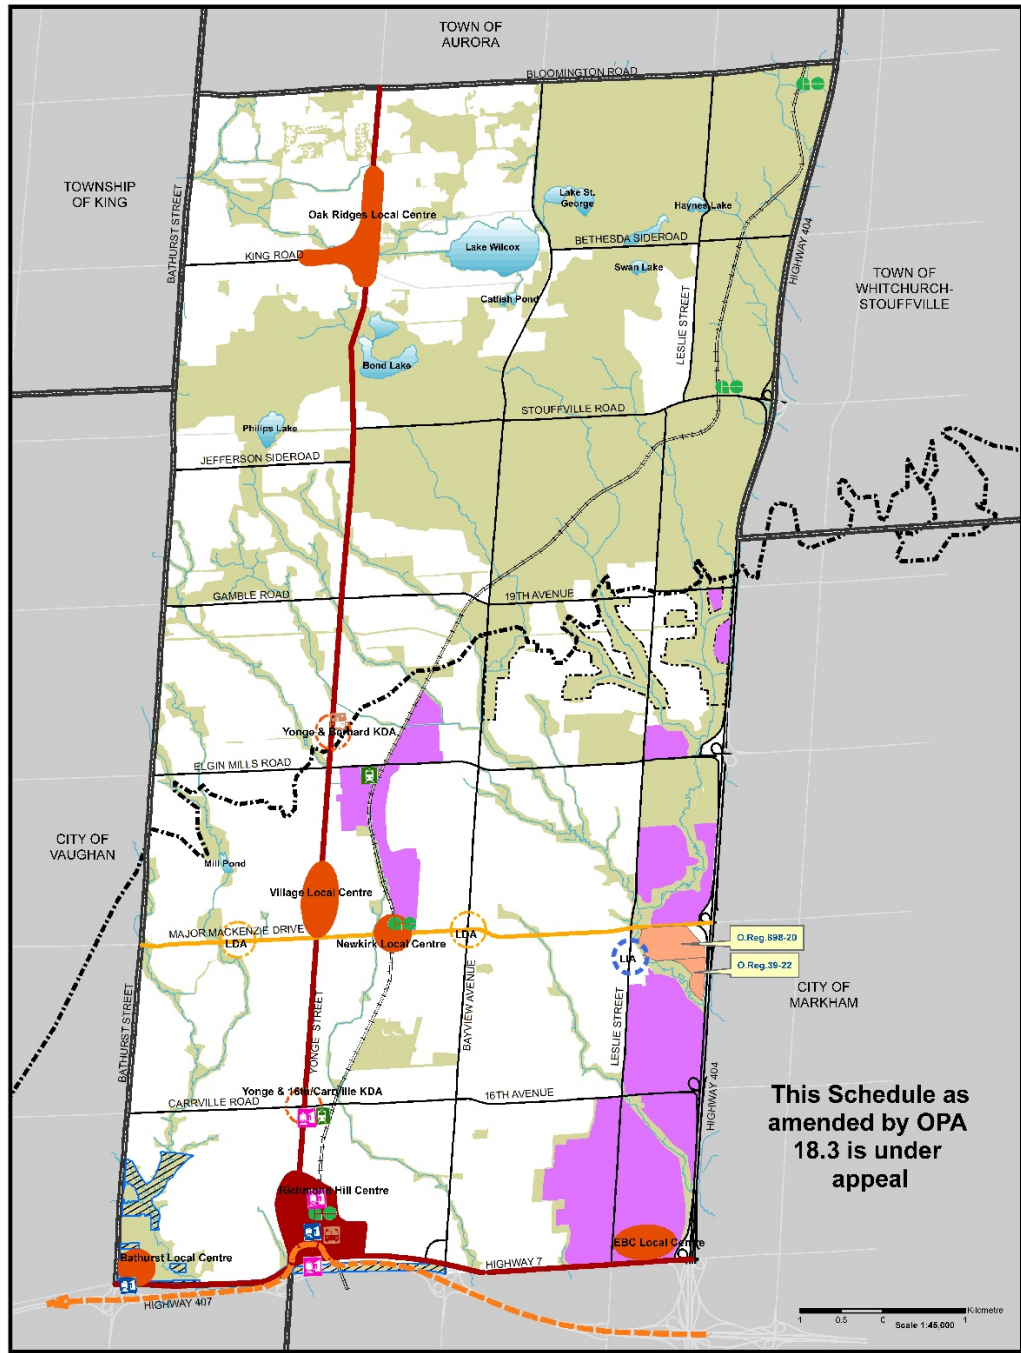 TOWN OF
AURORA
BLOOMINGTON ROAD
TOWNSHIP
OF KING
BATHURST STREET
Lake St.
George
Haynes Lake
Oak Ridges Local Centre
BETHESDA SIDEROAD
HIGHWAY 404
KING ROAD
Lake Wilcox
Swan Lake
TOWN OF
WHITCHURCH-
STOUFFVILLE
Catfish Pond
LESLIE STREET
Bond Lake
STOUFFVILLE ROAD
Philips Lake
JEFFERSON SIDEROAD
GAMBLE ROAD
19TH AVENUE
Yonge & Bernard KDA
ELGIN MILLS ROAD
CITY OF
VAUGHAN
Mill Pond
Village Local Centre
MAJOR MACKENZIE DRIVE
LDA
Newkirk Local Centre
LDA
LIA
O.Reg.698-20
O.Reg.39-22
CITY OF
MARKHAM
BATHURST STREET
YONGE STREET
BAYVIEW AVENUE
LESLIE STREET
HIGHWAY 404
Yonge & 16th/Carrville KDA
CARRVILLE ROAD
16TH AVENUE
This Schedule as
amended by OPA
18.3 is under
appeal
Richmond Hill Centre
EBC Local Centre
Bathurst Local Centre
HIGHWAY 7
HIGHWAY 407
Kilometre
1 0.5 0 1
Scale 1:45,000